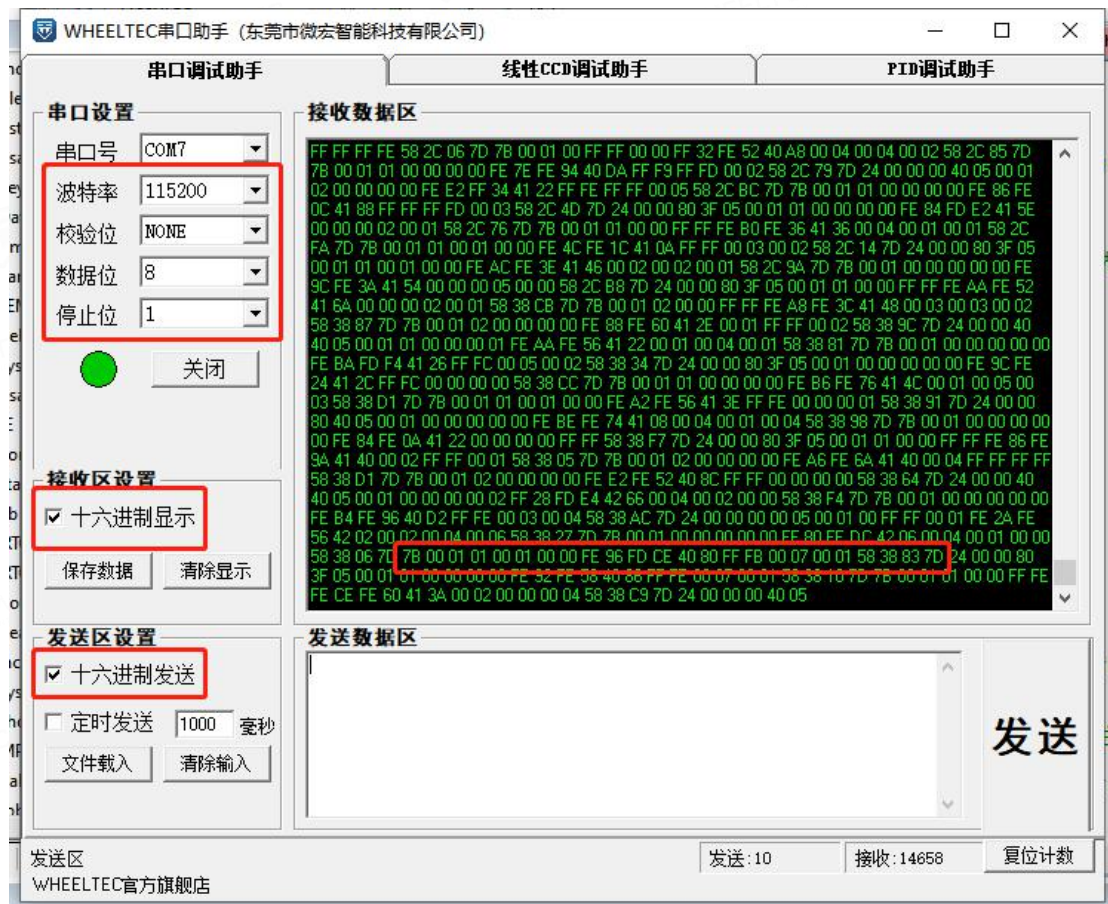 WHEELTEC串口助手 (东莞市微宏智能科技有限公司)
串口调试助手
线性CCD调试助手
PID调试助手
串口设置
串口号 COM7
波特率 115200
校验位 NONE
数据位 8
停止位 1
关闭
接收区设置
十六进制显示
保存数据 清除显示
发送区设置
十六进制发送
定时发送 1000 毫秒
文件载入 清除输入
接收数据区
FF FF FF FE 58 2C 06 7D 7B 00 01 00 FF FF 00 00 FF 32 FE 52 40 A8 00 04 00 04 00 02 58 2C 85 7D
7B 00 01 01 00 00 00 00 FE 7E FE 94 40 DA FF F9 FF FD 00 02 58 2C 79 7D 24 00 00 00 40 05 00 01
02 00 00 00 00 FE E2 FF 34 41 22 FF FE FF FF 00 05 58 2C BC 7D 7B 00 01 01 00 00 00 00 FE 86 FE
0C 41 88 FF FF FF FD 00 03 58 2C 4D 7D 24 00 00 80 3F 05 00 01 01 00 00 00 00 FE 84 FD E2 41 5E
00 00 00 02 00 01 58 2C 76 7D 7B 00 01 01 00 00 FF FF FE B0 FE 36 41 36 00 04 00 01 00 01 58 2C
FA 7D 7B 00 01 01 00 01 00 00 FE 4C FE 1C 41 0A FF FF 00 03 00 02 58 2C 14 7D 24 00 00 80 3F 05
00 01 01 00 01 00 00 FE AC FE 3E 41 46 00 02 00 02 00 01 58 2C 9A 7D 7B 00 01 00 00 00 00 00 FE
9C FE 3A 41 54 00 00 00 05 00 00 58 2C B8 7D 24 00 00 80 3F 05 00 01 01 00 00 FF FF FE AA FE 52
41 6A 00 00 00 02 00 01 58 38 CB 7D 7B 00 01 02 00 00 FF FF FE A8 FE 3C 41 48 00 03 00 03 00 02
58 38 87 7D 7B 00 01 02 00 00 00 00 FE 88 FE 60 41 2E 00 01 FF FF 00 02 58 38 9C 7D 24 00 00 40
40 05 00 01 01 00 00 00 01 FE AA FE 56 41 22 00 01 00 04 00 01 58 38 81 7D 7B 00 01 00 00 00 00 00
FE BA FD F4 41 26 FF FC 00 05 00 02 58 38 34 7D 24 00 00 80 3F 05 00 01 00 00 00 00 00 FE 9C FE
24 41 2C FF FC 00 00 00 00 58 38 CC 7D 7B 00 01 01 00 00 00 00 FE B6 FE 76 41 4C 00 01 00 05 00
03 58 38 D1 7D 7B 00 01 01 00 01 00 00 FE A2 FE 56 41 3E FF FE 00 00 00 01 58 38 91 7D 24 00 00
80 40 05 00 01 00 00 00 00 00 FE BE FE 74 41 08 00 04 00 01 00 04 58 38 98 7D 7B 00 01 00 00 00 00
00 FE 84 FE 0A 41 22 00 00 00 00 FF FF 58 38 F7 7D 24 00 00 80 3F 05 00 01 01 00 00 FF FF FE 86 FE
9A 41 40 00 02 FF FF 00 01 58 38 05 7D 7B 00 01 02 00 00 00 00 FE A6 FE 6A 41 40 00 04 FF FF FF FF
58 38 D1 7D 7B 00 01 02 00 01 00 00 FE E2 FE 52 40 8C FF FF 00 00 00 00 58 38 64 7D 24 00 00 40
40 05 00 01 00 00 00 00 02 FF 28 FD E4 42 66 00 04 00 02 00 00 58 38 F4 7D 7B 00 01 00 00 00 00 00
FE B4 FE 96 40 D2 FF FE 00 03 00 04 58 38 AC 7D 24 00 00 00 00 05 00 01 00 FF FF 00 01 FE 2A FE
58 38 06 7D 7B 00 01 01 00 01 00 00 FE 96 FD CE 40 80 FF FB 00 07 00 01 58 38 83 7D 24 00 00 80
FE CE FE 60 41 3A 00 02 00 00 00 04 58 38 C9 7D 24 00 00 00 40 05
发送数据区
发送
发送区 发送:10 接收:14658 复位计数
WHEELTEC官方旗舰店